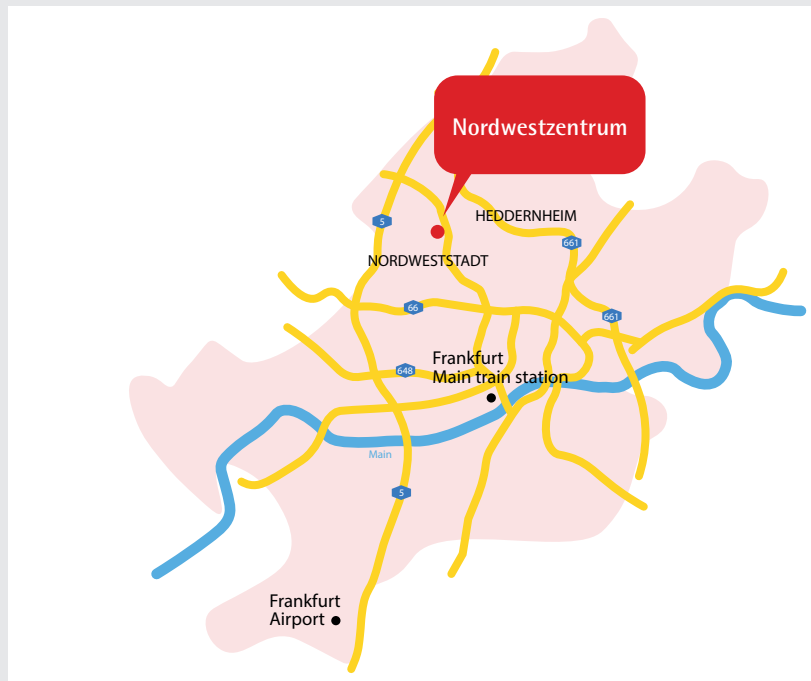 Nordwestzentrum
5
HEDDERNHEIM
661
NORDWESTSTADT
66
661
Frankfurt
Main train station
648
Main
5
Frankfurt
Airport